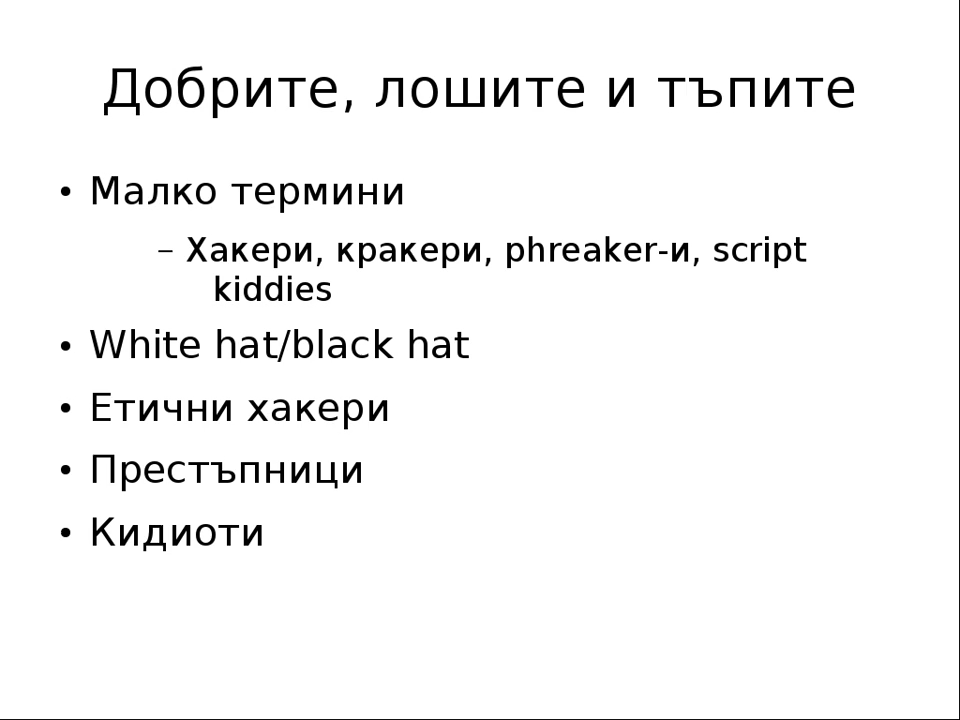 Добрите, лошите и тъпите
• Малко термини
– Хакери, кракери, phreaker-и, script
kiddies
• White hat/black hat
• Етични хакери
• Престъпници
• Кидиоти